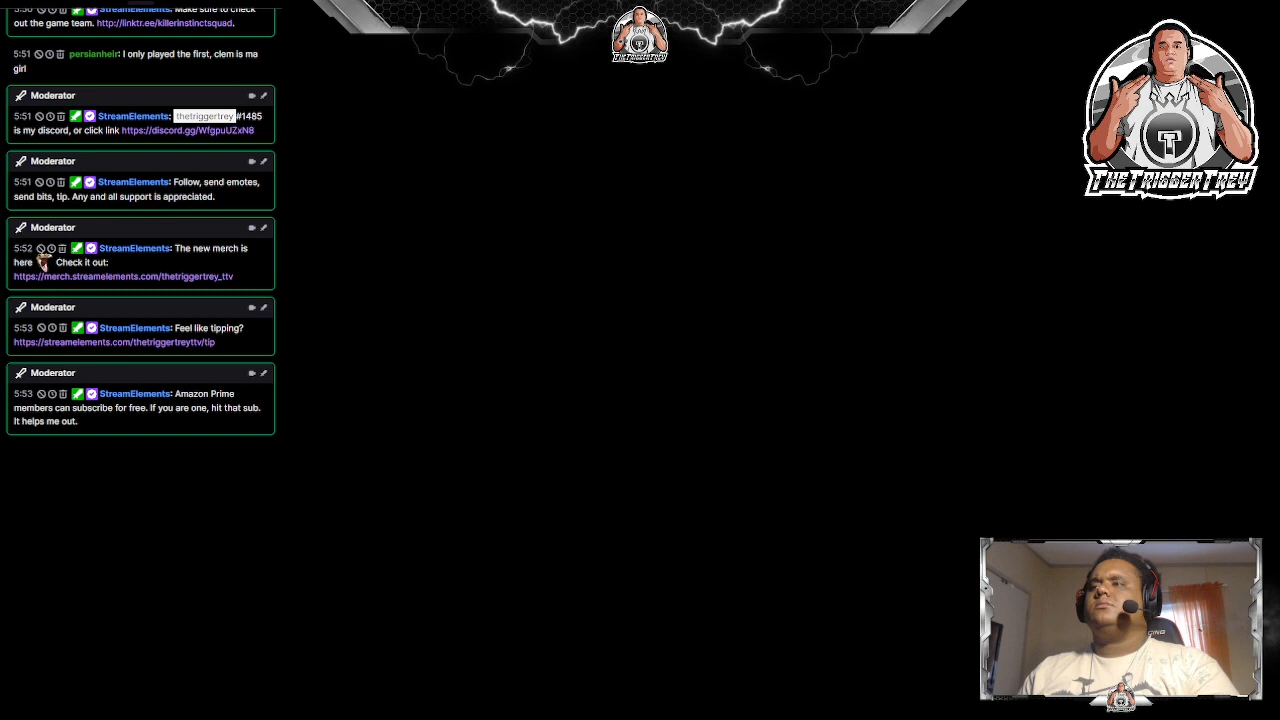 5:50 StreamElements: Make sure to check
out the game team. http://linktr.ee/killerinstinctsquad.
5:51 persianheir: I only played the first, clem is ma
girl
Moderator
5:51 StreamElements: thetriggertrey#1485
is my discord, or click link https://discord.gg/WfgpuUZxN8
Moderator
5:51 StreamElements: Follow, send emotes,
send bits, tip. Any and all support is appreciated.
Moderator
5:52 StreamElements: The new merch is
here Check it out:
https://merch.streamelements.com/thetriggertrey_ttv
Moderator
5:53 StreamElements: Feel like tipping?
https://streamelements.com/thetriggertreyttv/tip
Moderator
5:53 StreamElements: Amazon Prime
members can subscribe for free. If you are one, hit that sub.
It helps me out.
THETRIGGERTREY
T
THETRIGGERTREY